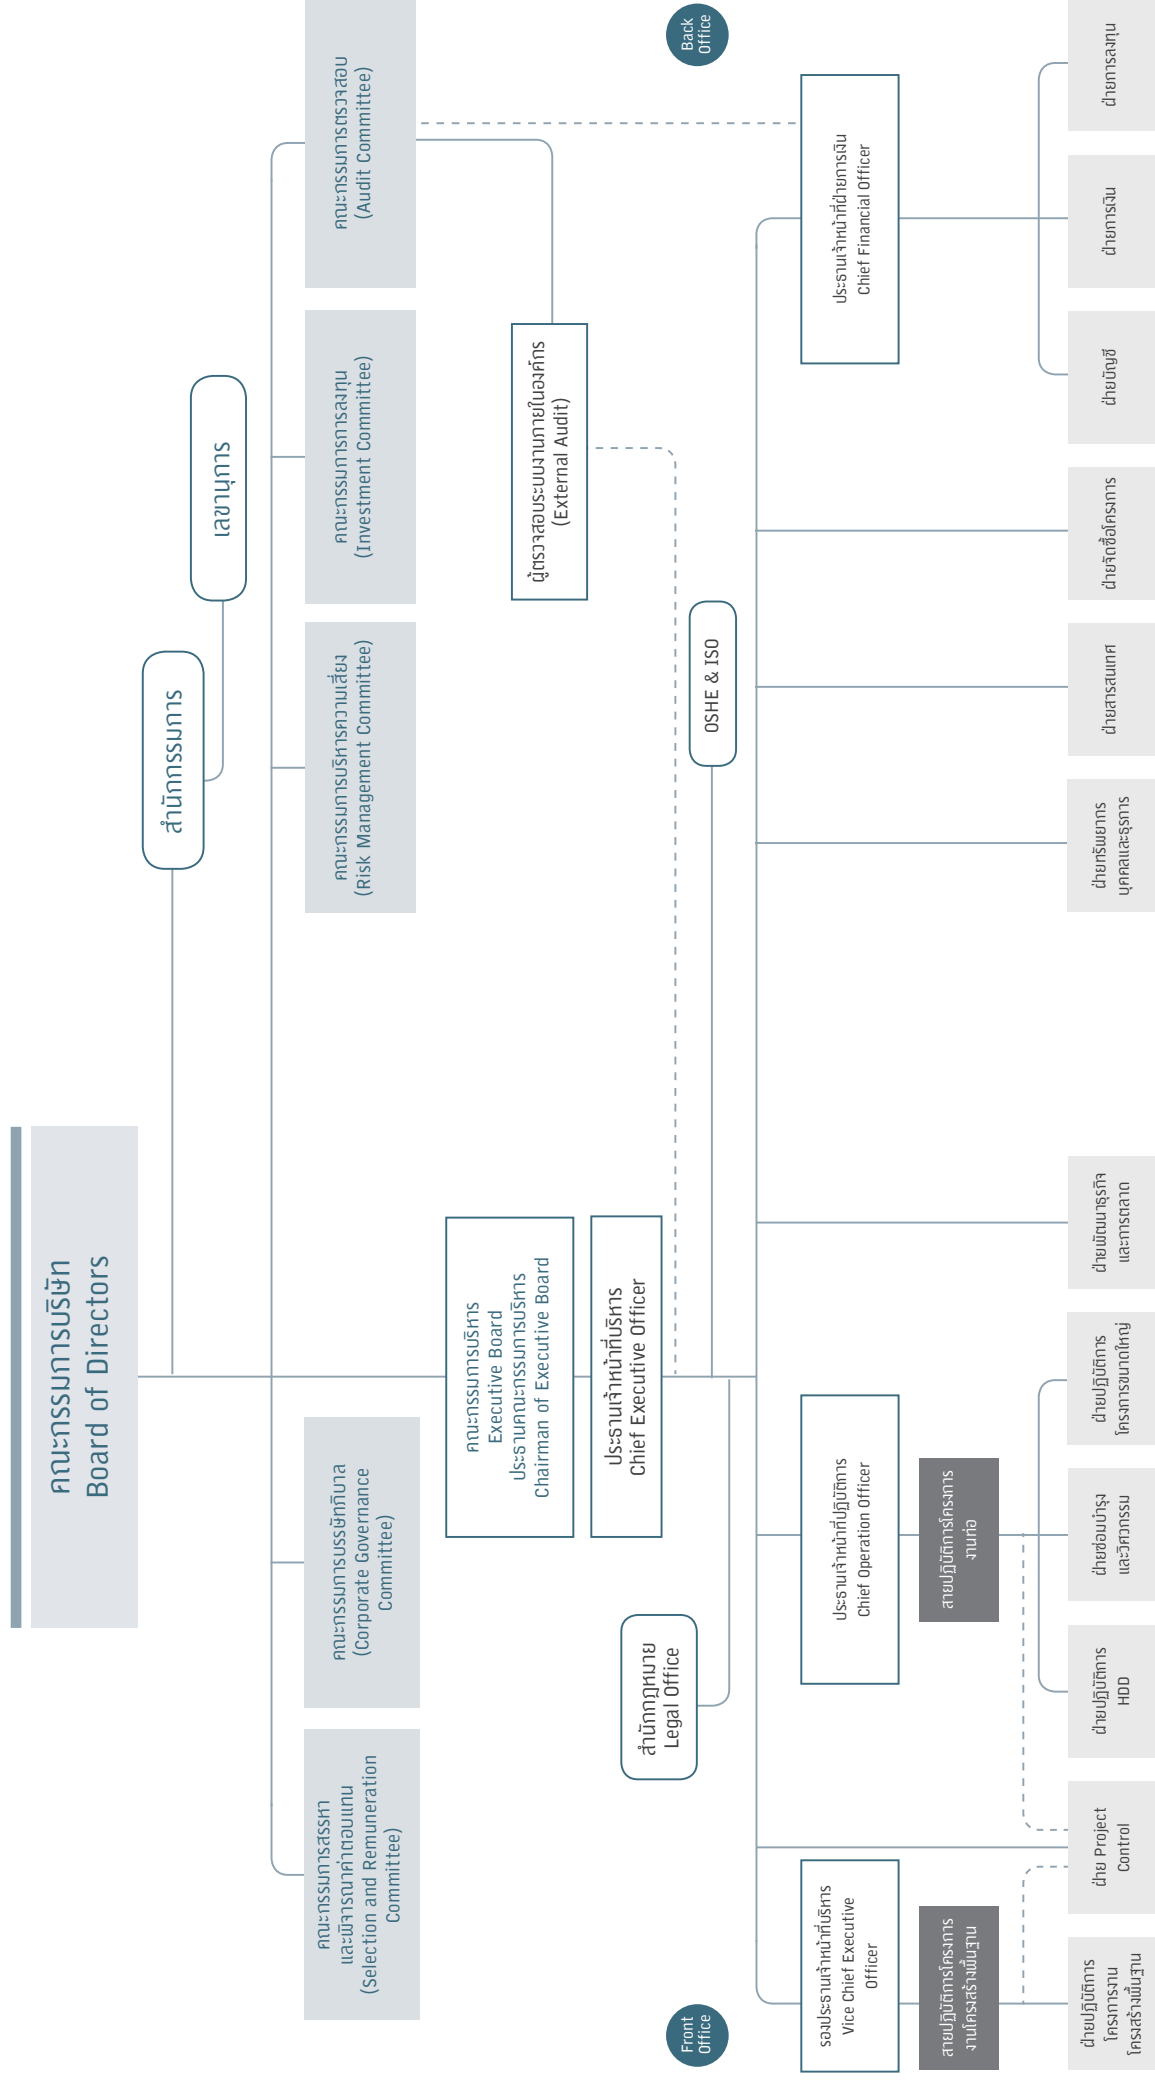 คณะกรรมการบริษัท
Board of Directors
สำนักกรรมการ
เลขานุการ
คณะกรรมการสรรหา
และพิจารณาค่าตอบแทน
(Selection and Remuneration
Committee)
คณะกรรมการบรรษัทภิบาล
(Corporate Governance
Committee)
คณะกรรมการบริหารความเสี่ยง
(Risk Management Committee)
คณะกรรมการการลงทุน
(Investment Committee)
คณะกรรมการตรวจสอบ
(Audit Committee)
คณะกรรมการบริหาร
Executive Board
ประธานคณะกรรมการบริหาร
Chairman of Executive Board
ผู้ตรวจสอบระบบงานภายในองค์กร
(External Audit)
ประธานเจ้าหน้าที่บริหาร
Chief Executive Officer
สำนักกฎหมาย
Legal Office
OSHE & ISO
Front
Office
Back
Office
รองประธานเจ้าหน้าที่บริหาร
Vice Chief Executive
Officer
ประธานเจ้าหน้าที่ปฏิบัติการ
Chief Operation Officer
ประธานเจ้าหน้าที่ฝ่ายการเงิน
Chief Financial Officer
สายปฏิบัติการโครงการ
งานโครงสร้างพื้นฐาน
สายปฏิบัติการโครงการ
งานท่อ
ฝ่ายปฏิบัติการ
โครงการงาน
โครงสร้างพื้นฐาน
ฝ่าย Project
Control
ฝ่ายปฏิบัติการ
HDD
ฝ่ายซ่อมบำรุง
และวิศวกรรม
ฝ่ายปฏิบัติการ
โครงการขนาดใหญ่
ฝ่ายพัฒนาธุรกิจ
และการตลาด
ฝ่ายทรัพยากร
บุคคลและธุรการ
ฝ่ายสารสนเทศ
ฝ่ายจัดซื้อโครงการ
ฝ่ายบัญชี
ฝ่ายการเงิน
ฝ่ายการลงทุน